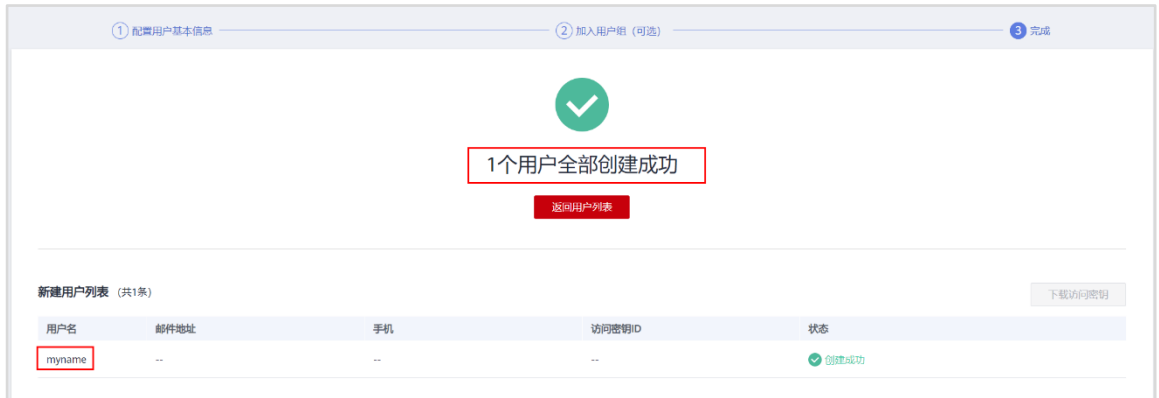 1 配置用户基本信息 2 加入用户组（可选） 3 完成
1个用户全部创建成功
返回用户列表
新建用户列表（共1条） 下载访问密钥
用户名 邮件地址 手机 访问密钥ID 状态
myname -- -- -- 创建成功